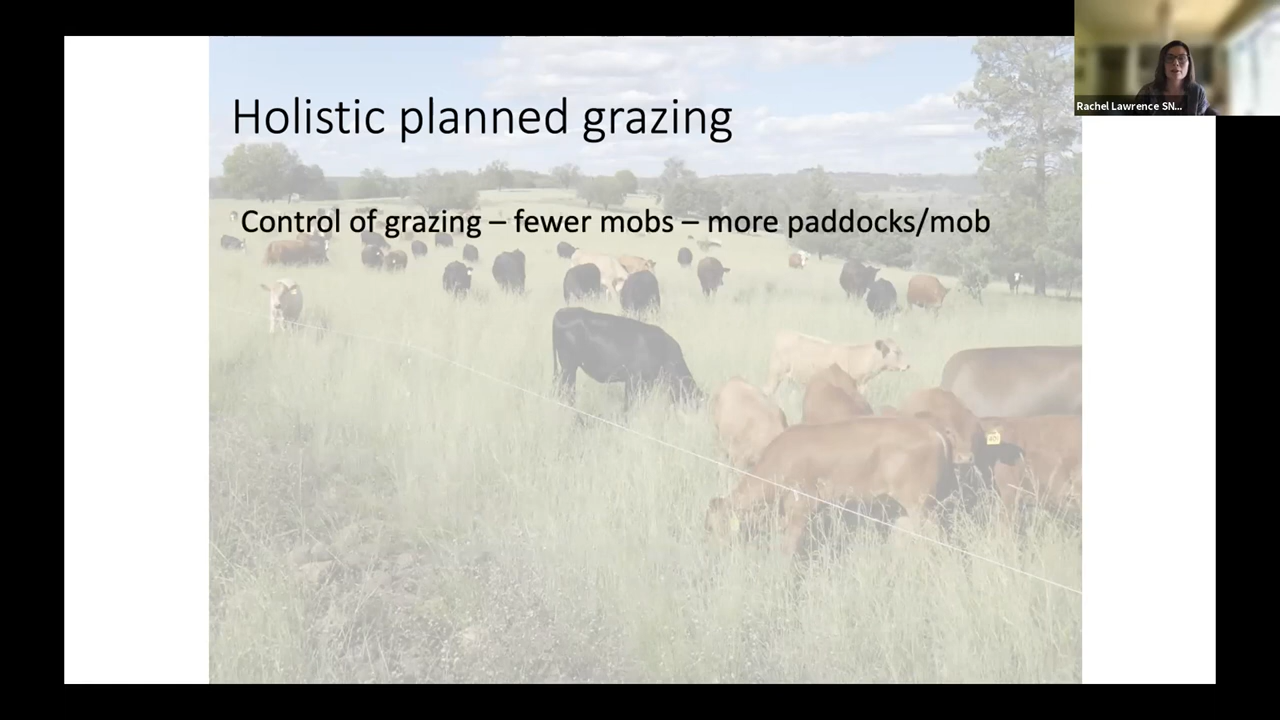 Holistic planned grazing
Control of grazing – fewer mobs – more paddocks/mob
Rachel Lawrence SN...